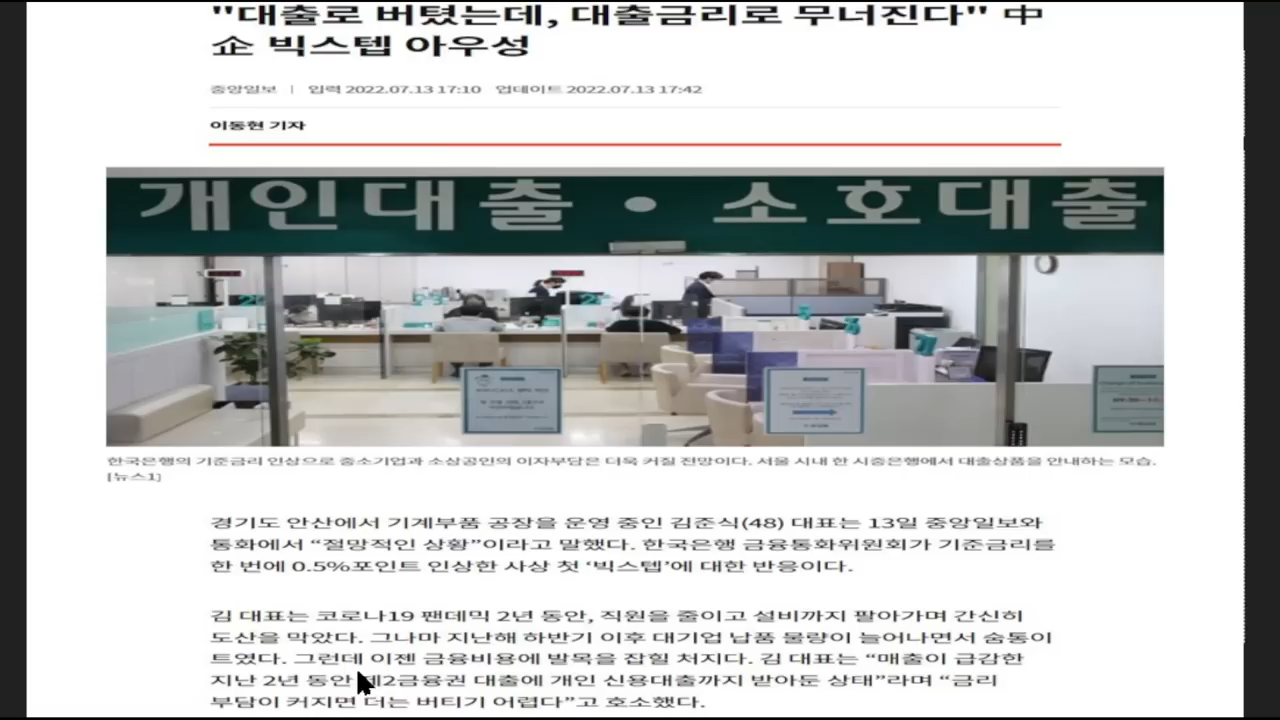 "대출로 버텼는데, 대출금리로 무너진다" 中
企 빅스텝 아우성
중앙일보 | 입력 2022.07.13 17:10 업데이트 2022.07.13 17:42
이동현 기자
개인대출 · 소호대출
한국은행의 기준금리 인상으로 중소기업과 소상공인의 이자부담은 더욱 커질 전망이다. 서울 시내 한 시중은행에서 대출상품을 안내하는 모습.
[뉴스1]
경기도 안산에서 기계부품 공장을 운영 중인 김준식(48) 대표는 13일 중앙일보와
통화에서 “절망적인 상황”이라고 말했다. 한국은행 금융통화위원회가 기준금리를
한 번에 0.5%포인트 인상한 사상 첫 ‘빅스텝’에 대한 반응이다.
김 대표는 코로나19 팬데믹 2년 동안, 직원을 줄이고 설비까지 팔아가며 간신히
도산을 막았다. 그나마 지난해 하반기 이후 대기업 납품 물량이 늘어나면서 숨통이
트였다. 그런데 이젠 금융비용에 발목을 잡힐 처지다. 김 대표는 “매출이 급감한
지난 2년 동안 제2금융권 대출에 개인 신용대출까지 받아둔 상태”라며 “금리
부담이 커지면 더는 버티기 어렵다”고 호소했다.